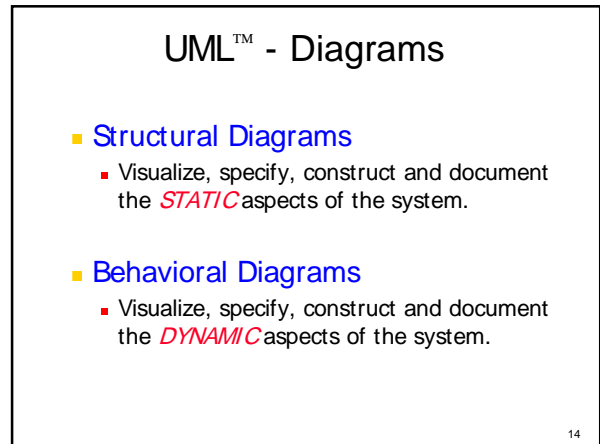 UML™ - Diagrams
Structural Diagrams
Visualize, specify, construct and document
the STATIC aspects of the system.
Behavioral Diagrams
Visualize, specify, construct and document
the DYNAMIC aspects of the system.
14